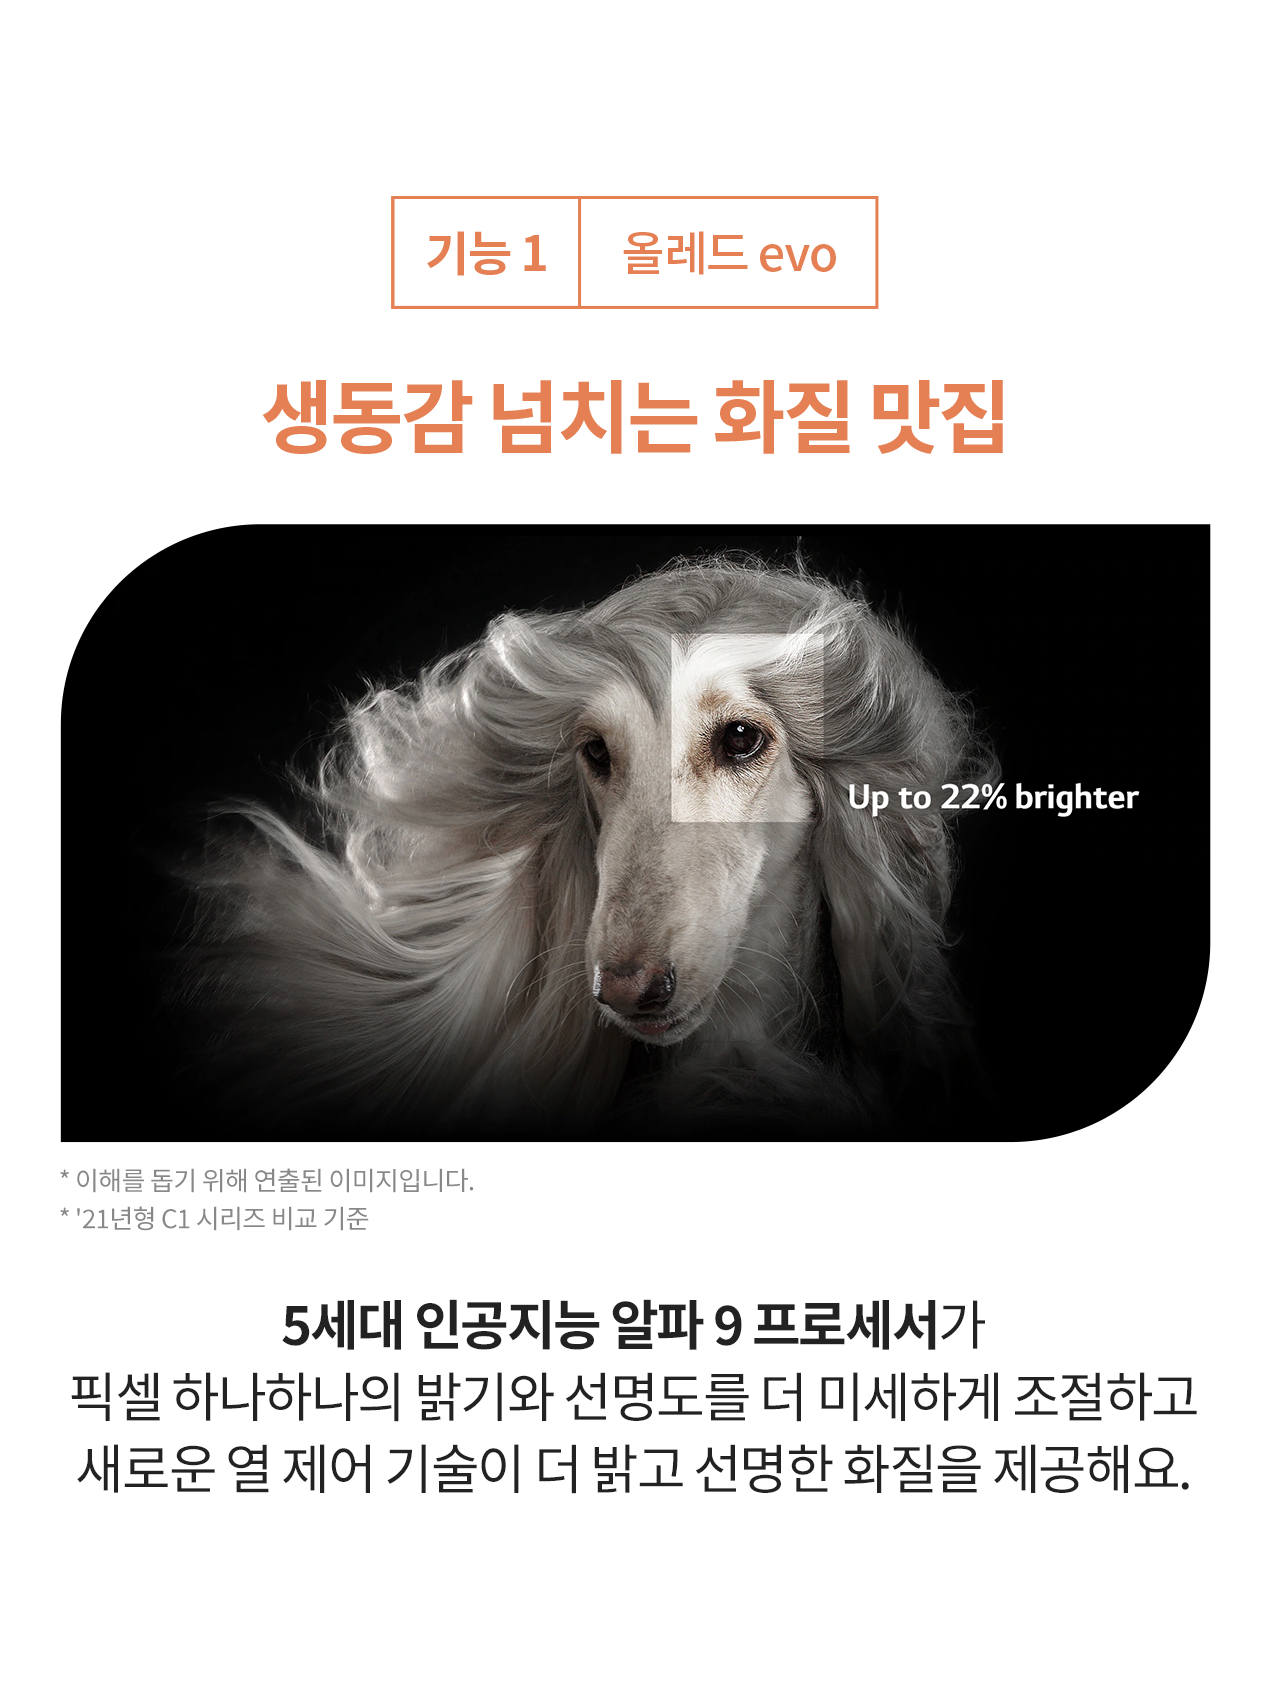 기능 1 올레드 evo
생동감 넘치는 화질 맛집
Up to 22% brighter
* 이해를 돕기 위해 연출된 이미지입니다.
* '21년형 C1 시리즈 비교 기준
5세대 인공지능 알파 9 프로세서가
픽셀 하나하나의 밝기와 선명도를 더 미세하게 조절하고
새로운 열 제어 기술이 더 밝고 선명한 화질을 제공해요.